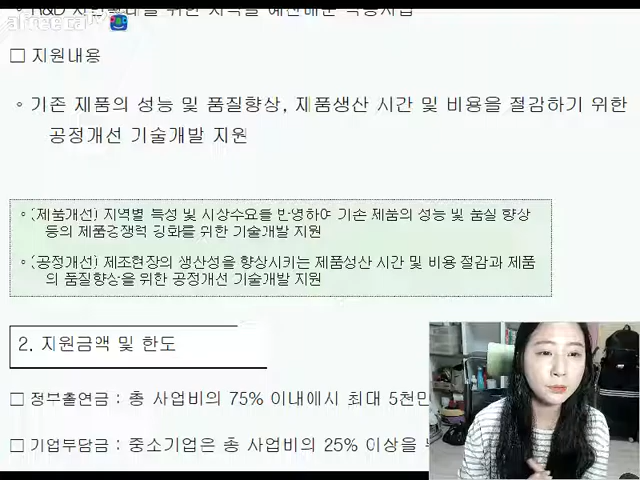 afreecaTV
□ 지원내용
◦ 기존 제품의 성능 및 품질향상, 제품생산 시간 및 비용을 절감하기 위한
공정개선 기술개발 지원
◦ (제품개선) 지역별 특성 및 시장수요를 반영하여 기존 제품의 성능 및 품질 향상
등의 제품경쟁력 강화를 위한 기술개발 지원
◦ (공정개선) 제조현장의 생산성을 향상시키는 제품생산 시간 및 비용 절감과 제품
의 품질향상을 위한 공정개선 기술개발 지원
2. 지원금액 및 한도
□ 정부출연금 : 총 사업비의 75% 이내에서 최대 5천만
□ 기업부담금 : 중소기업은 총 사업비의 25% 이상을